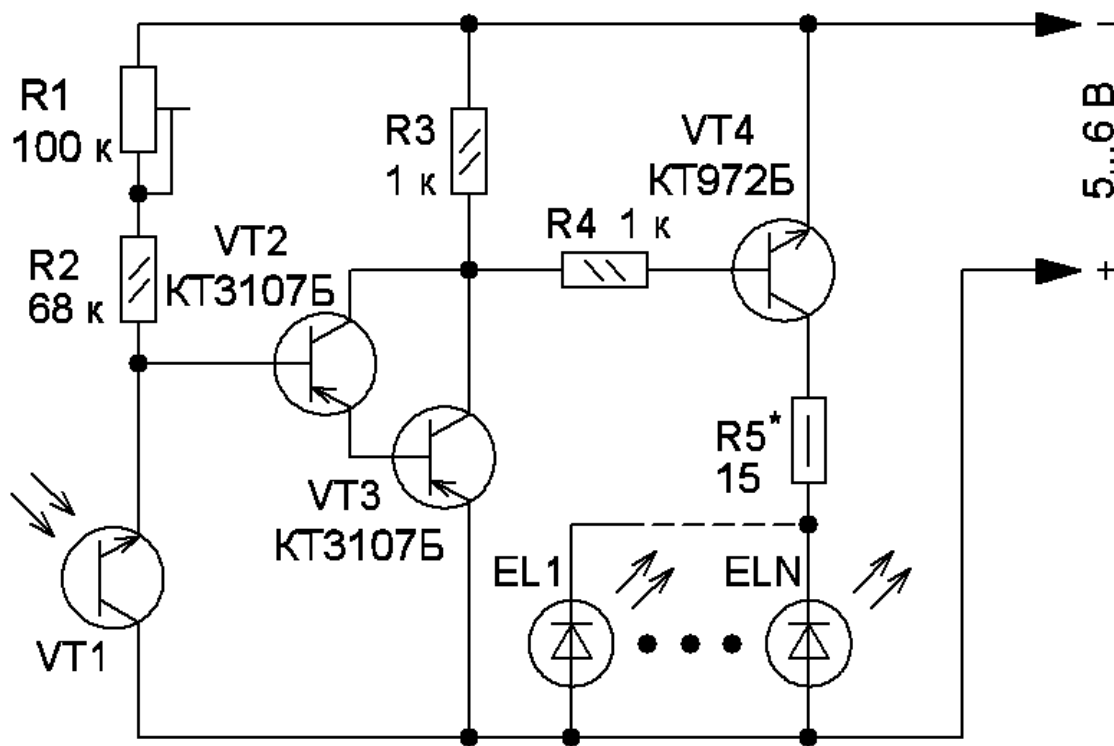 R1
100 к
R2
68 к
VT1
VT2
КТ3107Б
VT3
КТ3107Б
R3
1 к
R4 1 к
VT4
КТ972Б
R5*
15
EL1
ELN
−
5...6 В
+